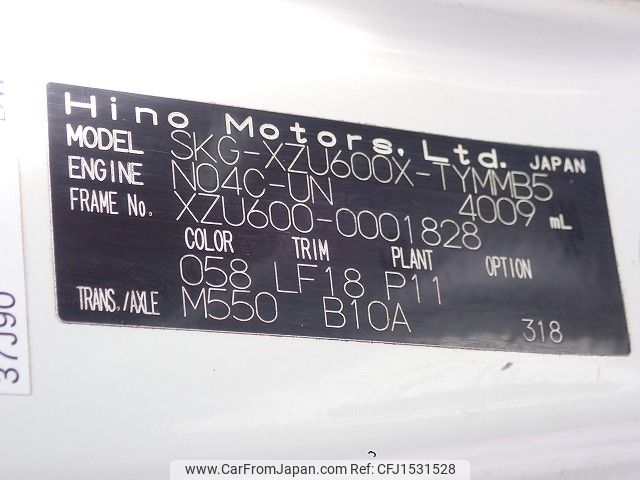 Hino Motors, Ltd. JAPAN
MODEL SKG-XZU600X-TYMMB5
ENGINE N04C-UN 4009 mL
FRAME No. XZU600-0001828
COLOR TRIM PLANT OPTION
058 LF18 P11
TRANS./AXLE M550 B10A 318
37J90
www.CarFromJapan.com - CFJ1531528